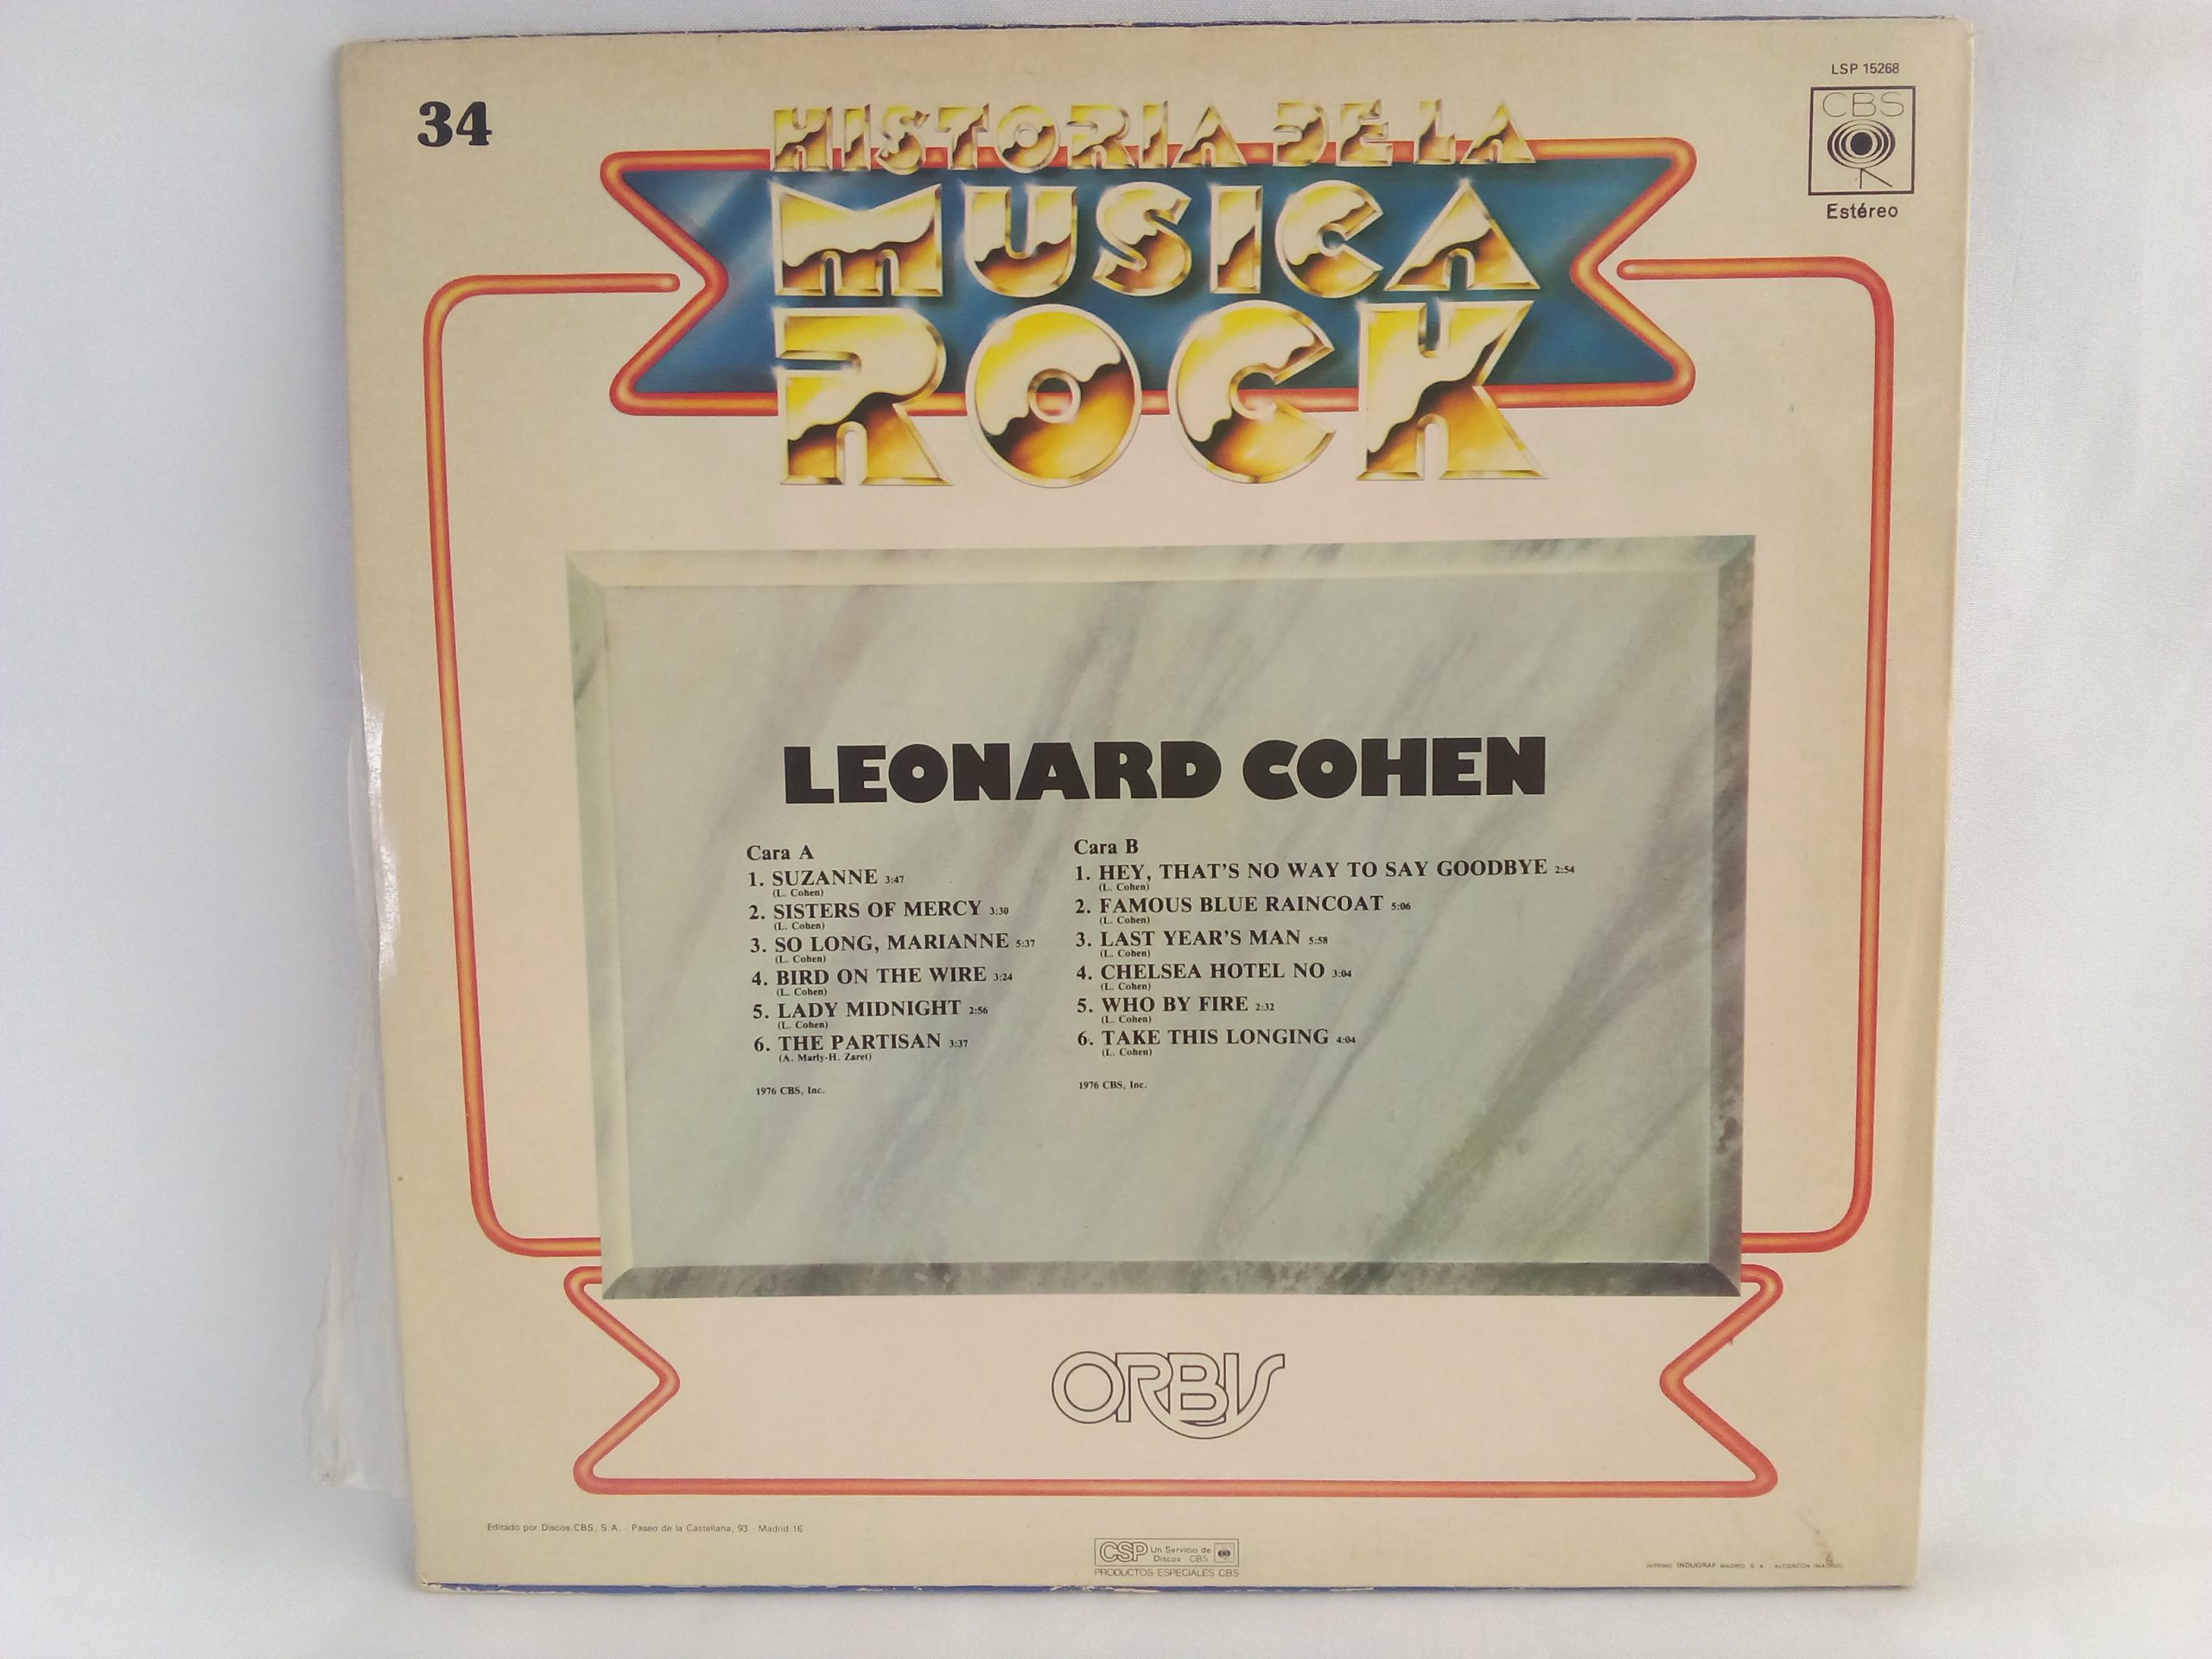 LSP 15268
34
CBS
Estéreo
HISTORIA DE LA
MUSICA
ROCK
LEONARD COHEN
Cara A
1. SUZANNE 3:47
(L. Cohen)
2. SISTERS OF MERCY 3:30
(L. Cohen)
3. SO LONG, MARIANNE 5:37
(L. Cohen)
4. BIRD ON THE WIRE 3:24
(L. Cohen)
5. LADY MIDNIGHT 2:56
(L. Cohen)
6. THE PARTISAN 3:37
(A. Marly-H. Zaret)
1976 CBS, Inc.
Cara B
1. HEY, THAT'S NO WAY TO SAY GOODBYE 2:54
(L. Cohen)
2. FAMOUS BLUE RAINCOAT 5:06
(L. Cohen)
3. LAST YEAR'S MAN 5:58
(L. Cohen)
4. CHELSEA HOTEL NO 3:04
(L. Cohen)
5. WHO BY FIRE 2:32
(L. Cohen)
6. TAKE THIS LONGING 4:04
(L. Cohen)
1976 CBS, Inc.
ORBIS
Editado por Discos CBS, S.A. - Paseo de la Castellana, 93 - Madrid-16
CSP Un Servicio de
Discos CBS
PRODUCTOS ESPECIALES CBS
IMPRIME INDUGRAF MADRID, S. A. - ALCORCON (MADRID)